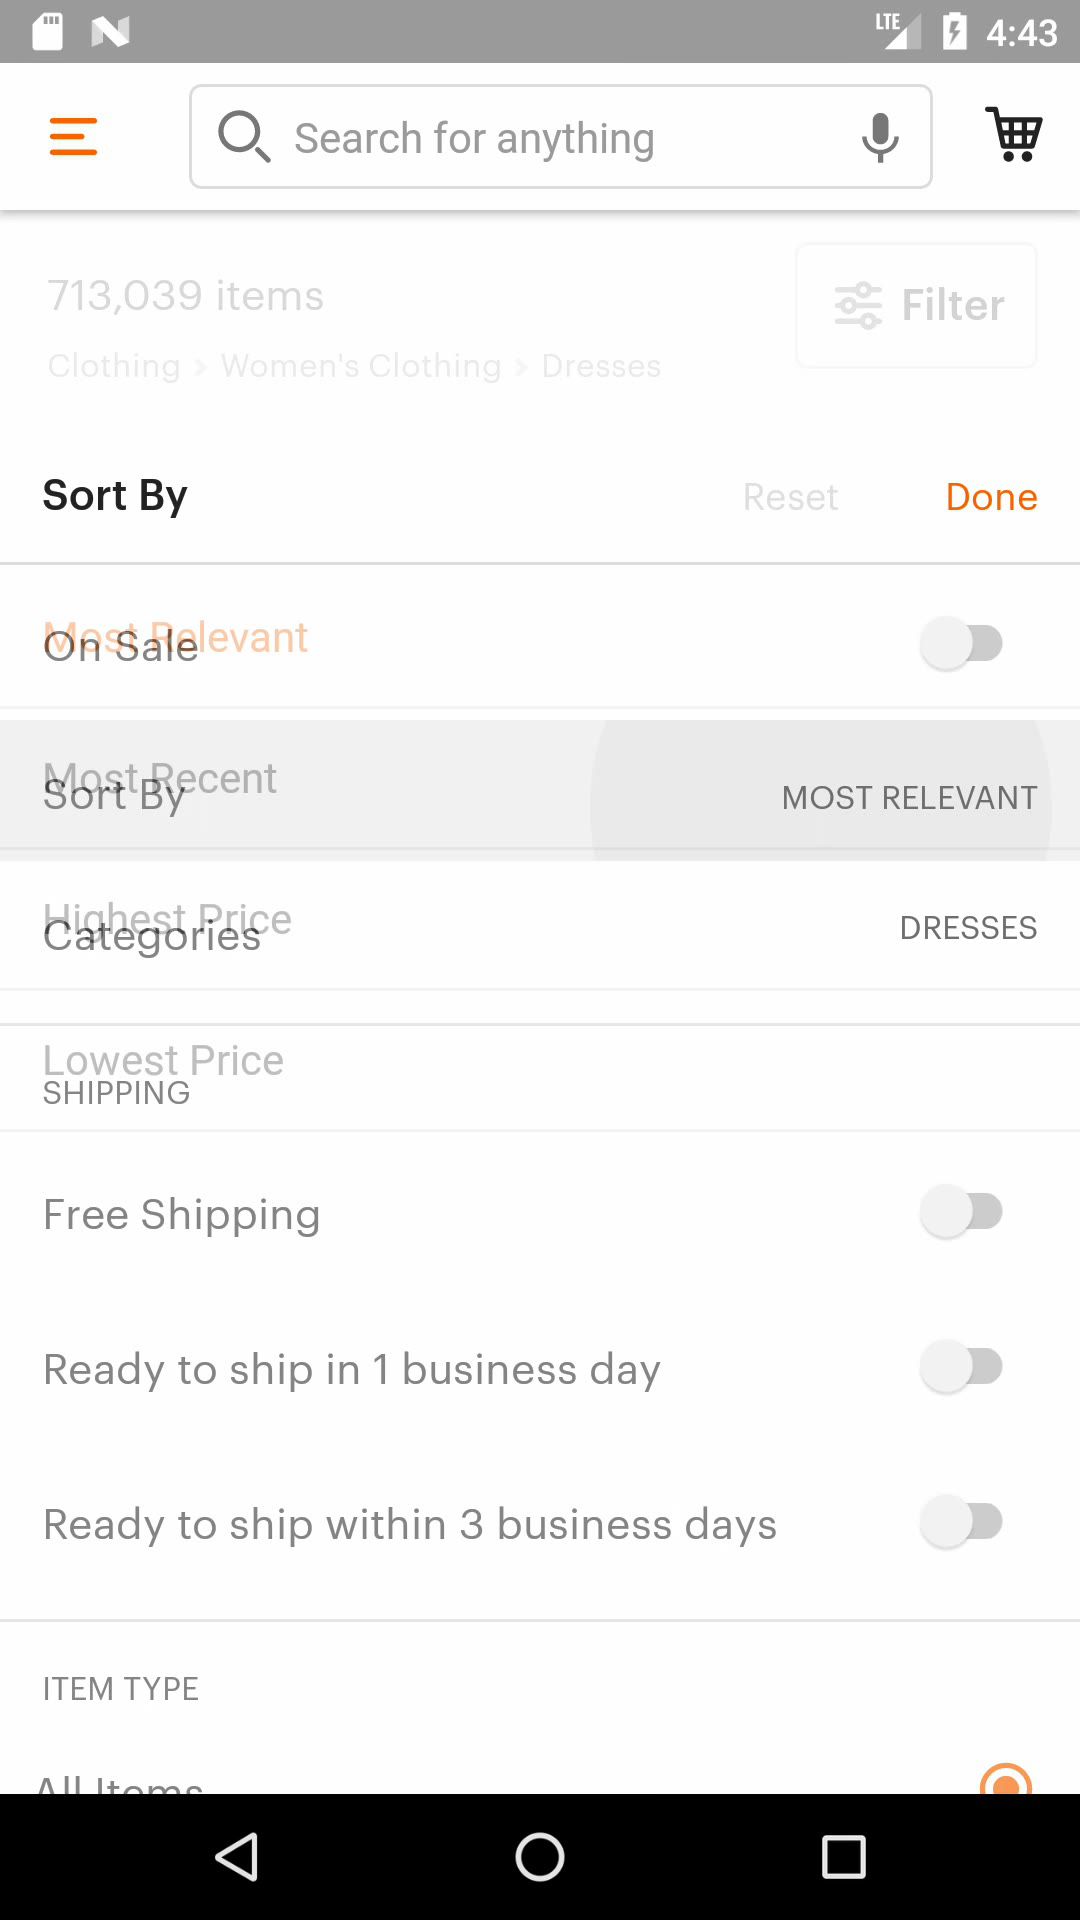 LTE 4:43
Search for anything
713,039 items
Filter
Clothing > Women's Clothing > Dresses
Sort By Reset Done
Most Relevant
On Sale
Most Recent
Sort By MOST RELEVANT
Highest Price
Categories DRESSES
Lowest Price
SHIPPING
Free Shipping
Ready to ship in 1 business day
Ready to ship within 3 business days
ITEM TYPE
All Items